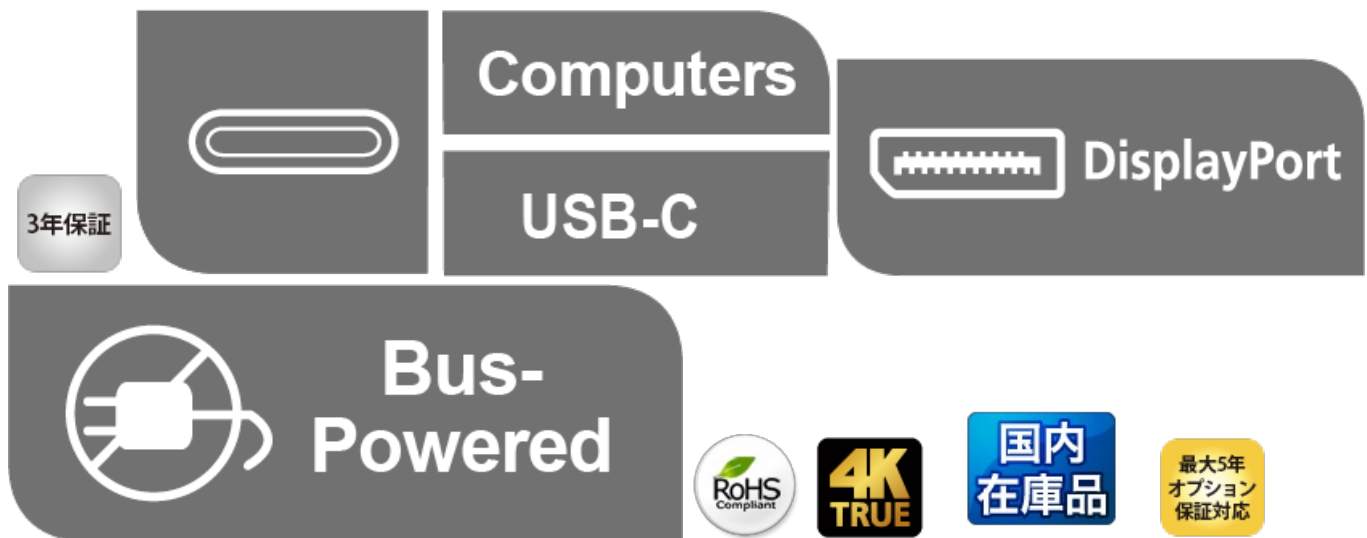 3年保証
Computers
USB-C
DisplayPort
Bus-
Powered
RoHS
Compliant
4K
TRUE
国内
在庫品
最大5年
オプション
保証対応